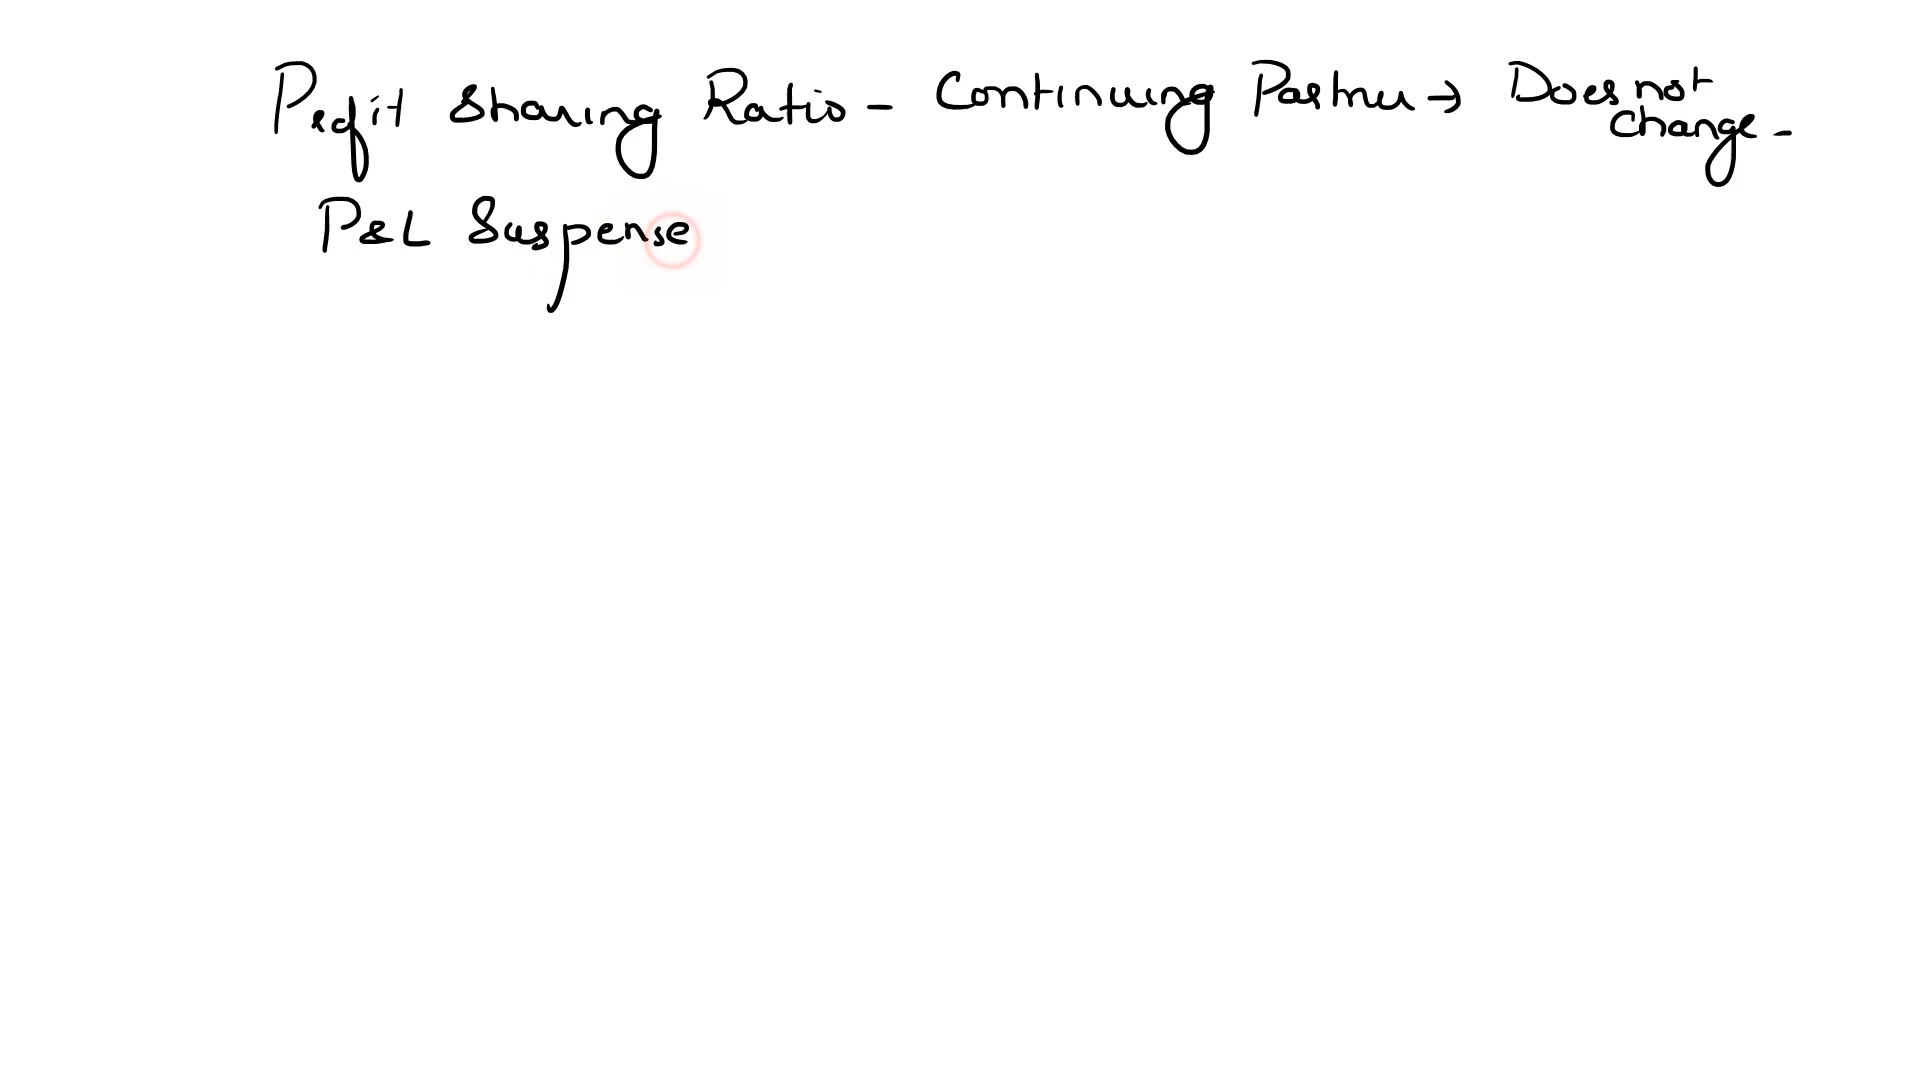 Profit Sharing Ratio - Continuing Partner → Does not
change -
P&L Suspense